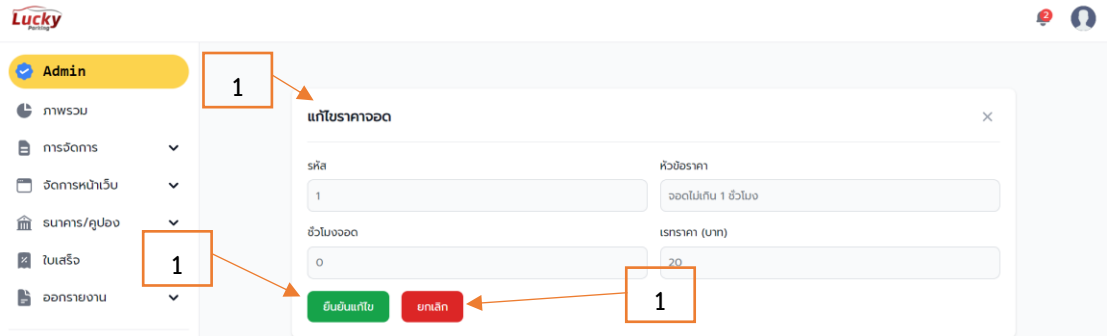 Lucky
Parking
2
Admin
ภาพรวม
การจัดการ
จัดการหน้าเว็บ
ธนาคาร/คูปอง
ใบเสร็จ
ออกรายงาน
1
แก้ไขราคาจอด
รหัส
หัวข้อราคา
1
จอดไม่เกิน 1 ชั่วโมง
ชั่วโมงจอด
เรทราคา (บาท)
0
20
1
ยืนยันแก้ไข
ยกเลิก
1